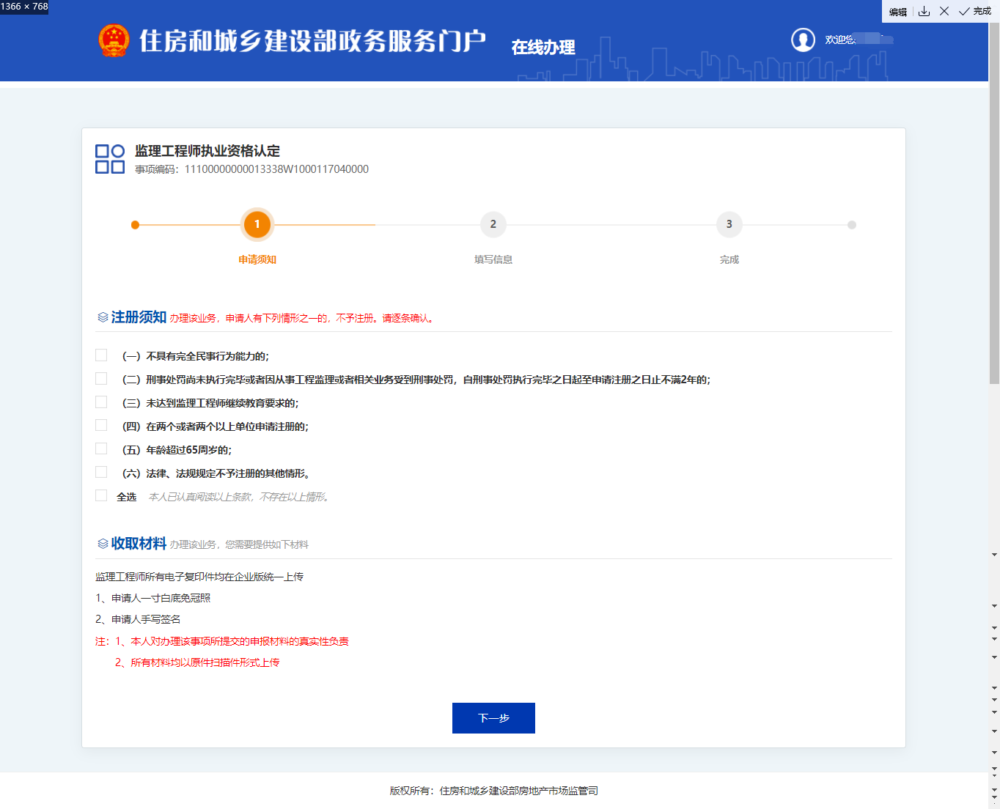 1366 × 768
编辑
完成
住房和城乡建设部政务服务门户
在线办理
欢迎您
监理工程师执业资格认定
事项编码：11100000000013338W1000117040000
1
2
3
申请须知
填写信息
完成
注册须知 办理该业务，申请人有下列情形之一的，不予注册。请逐条确认。
（一）不具有完全民事行为能力的；
（二）刑事处罚尚未执行完毕或者因从事工程监理或者相关业务受到刑事处罚，自刑事处罚执行完毕之日起至申请注册之日止不满2年的；
（三）未达到监理工程师继续教育要求的；
（四）在两个或者两个以上单位申请注册的；
（五）年龄超过65周岁的；
（六）法律、法规规定不予注册的其他情形。
全选 本人已认真阅读以上条款，不存在以上情形。
收取材料 办理该业务，您需要提供如下材料
监理工程师所有电子复印件均在企业版统一上传
1、申请人一寸白底免冠照
2、申请人手写签名
注：1、本人对办理该事项所提交的申报材料的真实性负责
2、所有材料均以原件扫描件形式上传
下一步
版权所有：住房和城乡建设部房地产市场监管司